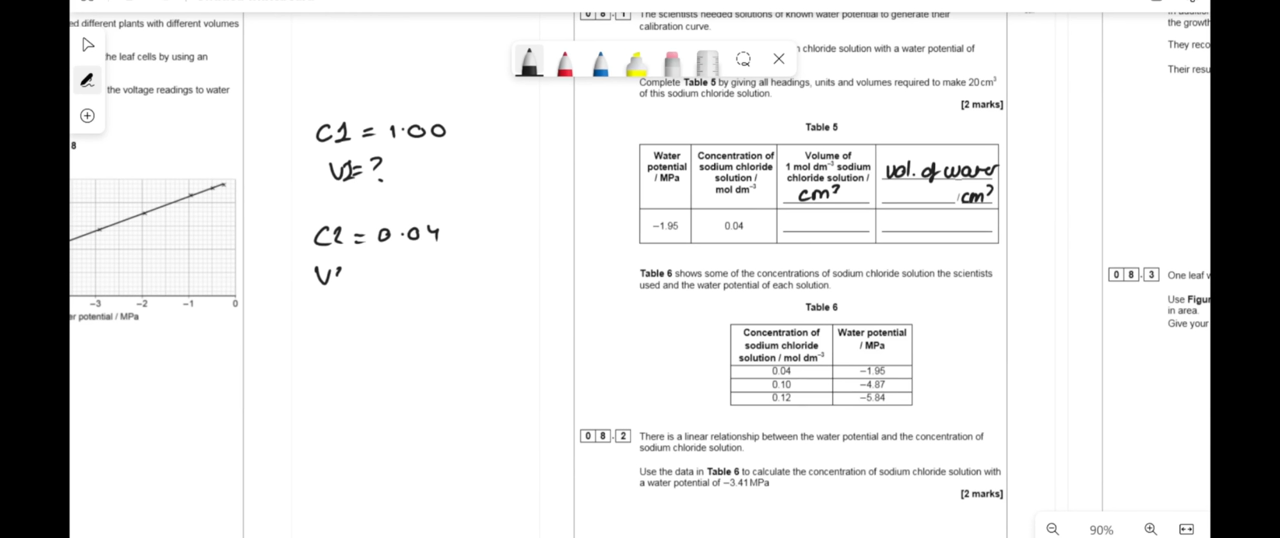 ed different plants with different volumes
he leaf cells by using an
the voltage readings to water
8
-3 -2 -1 0
er potential / MPa
C1 = 1.00
V1 = ?
C2 = 0.04
V2
0 8 . 1 The scientists needed solutions of known water potential to generate their
calibration curve.
chloride solution with a water potential of
Complete Table 5 by giving all headings, units and volumes required to make 20 cm³
of this sodium chloride solution.
[2 marks]
Table 5
Water potential / MPa
Concentration of sodium chloride solution / mol dm⁻³
Volume of 1 mol dm⁻³ sodium chloride solution / cm³
vol. of water / cm³
−1.95 0.04
Table 6 shows some of the concentrations of sodium chloride solution the scientists
used and the water potential of each solution.
Table 6
Concentration of sodium chloride solution / mol dm⁻³
Water potential / MPa
0.04 −1.95
0.10 −4.87
0.12 −5.84
0 8 . 2 There is a linear relationship between the water potential and the concentration of
sodium chloride solution.
Use the data in Table 6 to calculate the concentration of sodium chloride solution with
a water potential of −3.41 MPa
[2 marks]
the growth
They reco
Their resu
0 8 . 3 One leaf w
Use Figur
in area.
Give your
90%